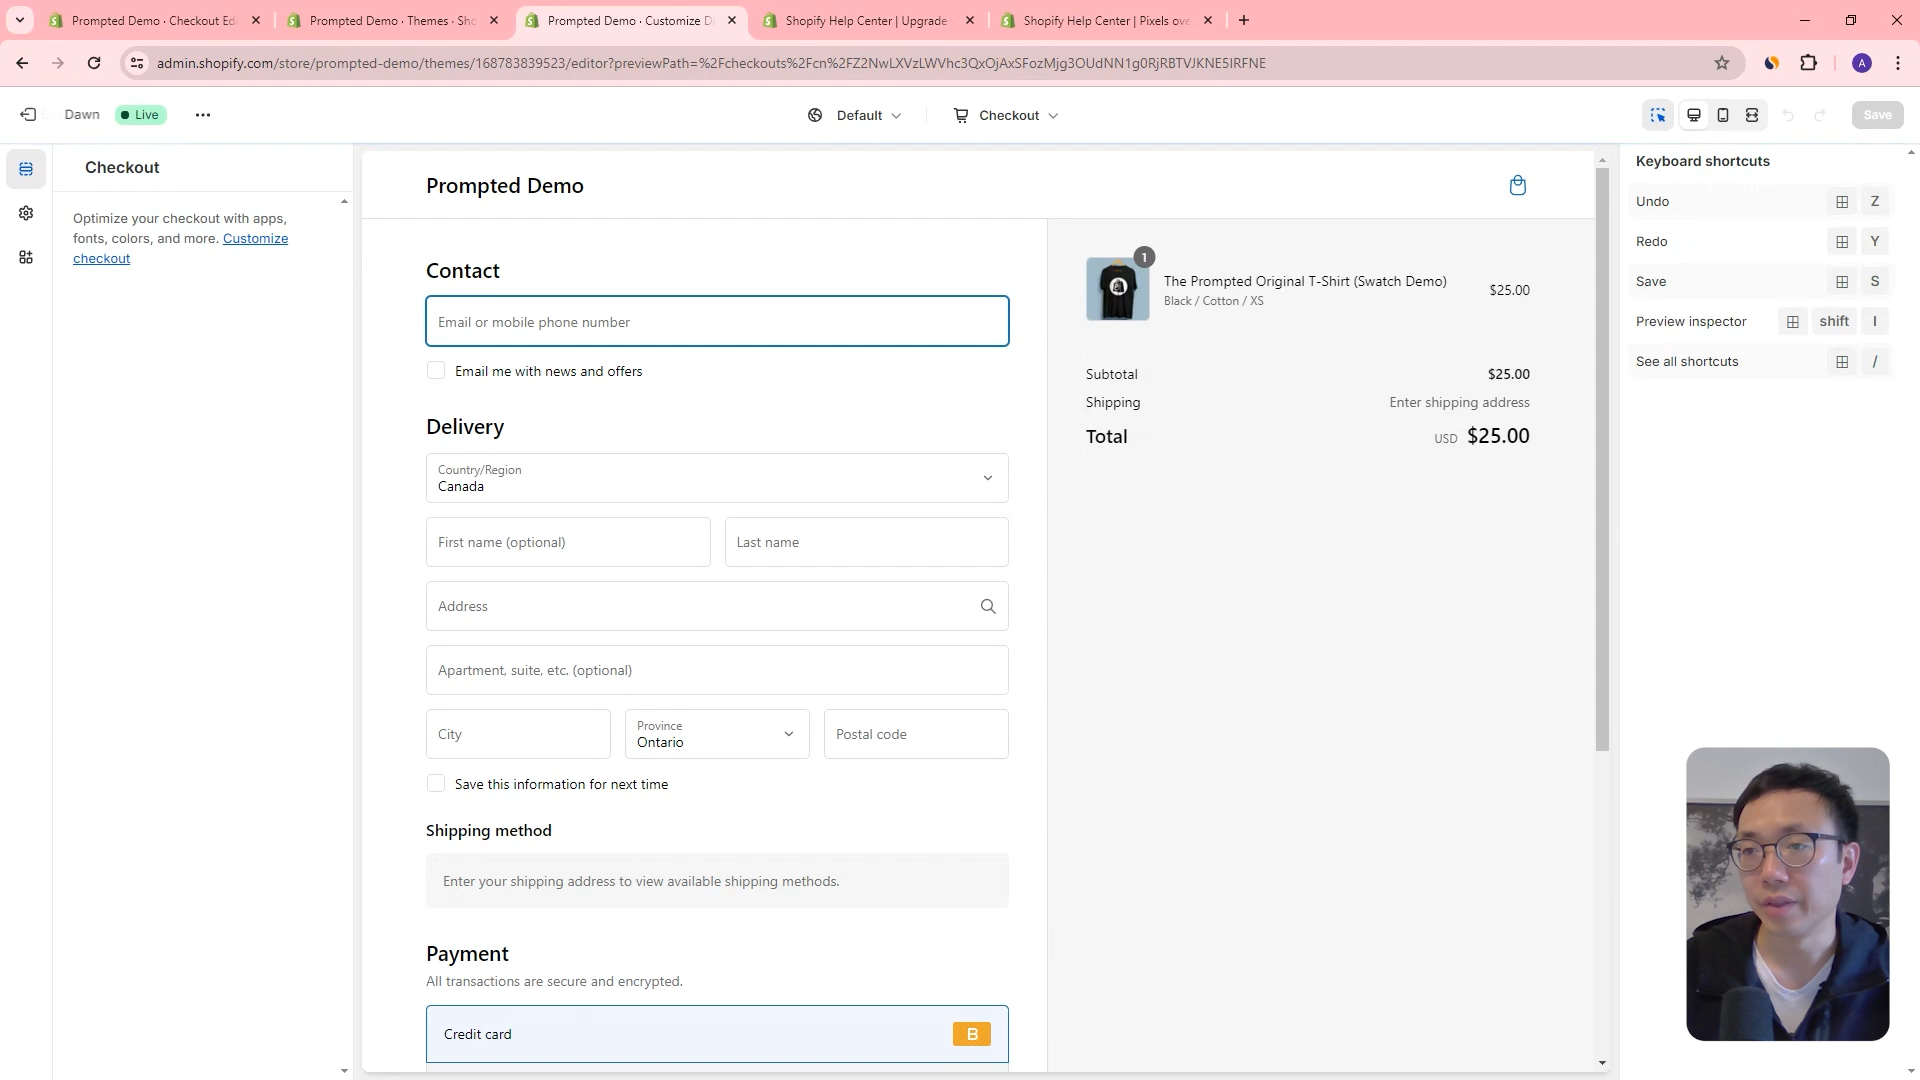 Prompted Demo · Checkout Ed
Prompted Demo · Themes · Sho
Prompted Demo · Customize D
Shopify Help Center | Upgrade
Shopify Help Center | Pixels ove
admin.shopify.com/store/prompted-demo/themes/168783839523/editor?previewPath=%2Fcheckouts%2Fcn%2FZ2NwLXVzLWVhc3QxOjAxSFozMjg3OUdNN1g0RjRBTVJKNE5IRFNE
A
Dawn
Live
Default
Checkout
Save
Checkout
Optimize your checkout with apps,
fonts, colors, and more. Customize
checkout
Prompted Demo
Contact
Email or mobile phone number
Email me with news and offers
Delivery
Country/Region
Canada
First name (optional)
Last name
Address
Apartment, suite, etc. (optional)
City
Province
Ontario
Postal code
Save this information for next time
Shipping method
Enter your shipping address to view available shipping methods.
Payment
All transactions are secure and encrypted.
Credit card
B
1
The Prompted Original T-Shirt (Swatch Demo)
Black / Cotton / XS
$25.00
Subtotal
$25.00
Shipping
Enter shipping address
Total
USD $25.00
Keyboard shortcuts
Undo
Z
Redo
Y
Save
S
Preview inspector
shift
I
See all shortcuts
/